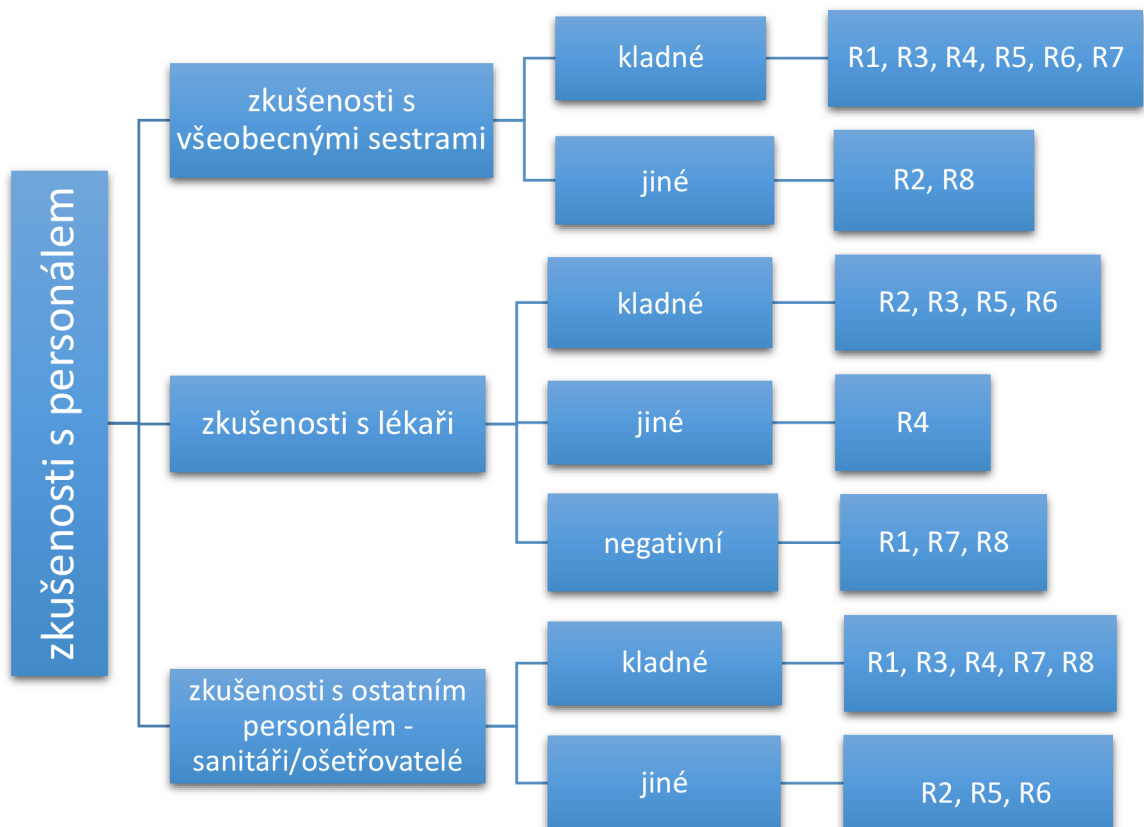 zkušenosti s personálem
zkušenosti s
všeobecnými sestrami
kladné
R1, R3, R4, R5, R6, R7
jiné
R2, R8
zkušenosti s lékaři
kladné
R2, R3, R5, R6
jiné
R4
negativní
R1, R7, R8
zkušenosti s ostatním
personálem -
sanitáři/ošetřovatelé
kladné
R1, R3, R4, R7, R8
jiné
R2, R5, R6